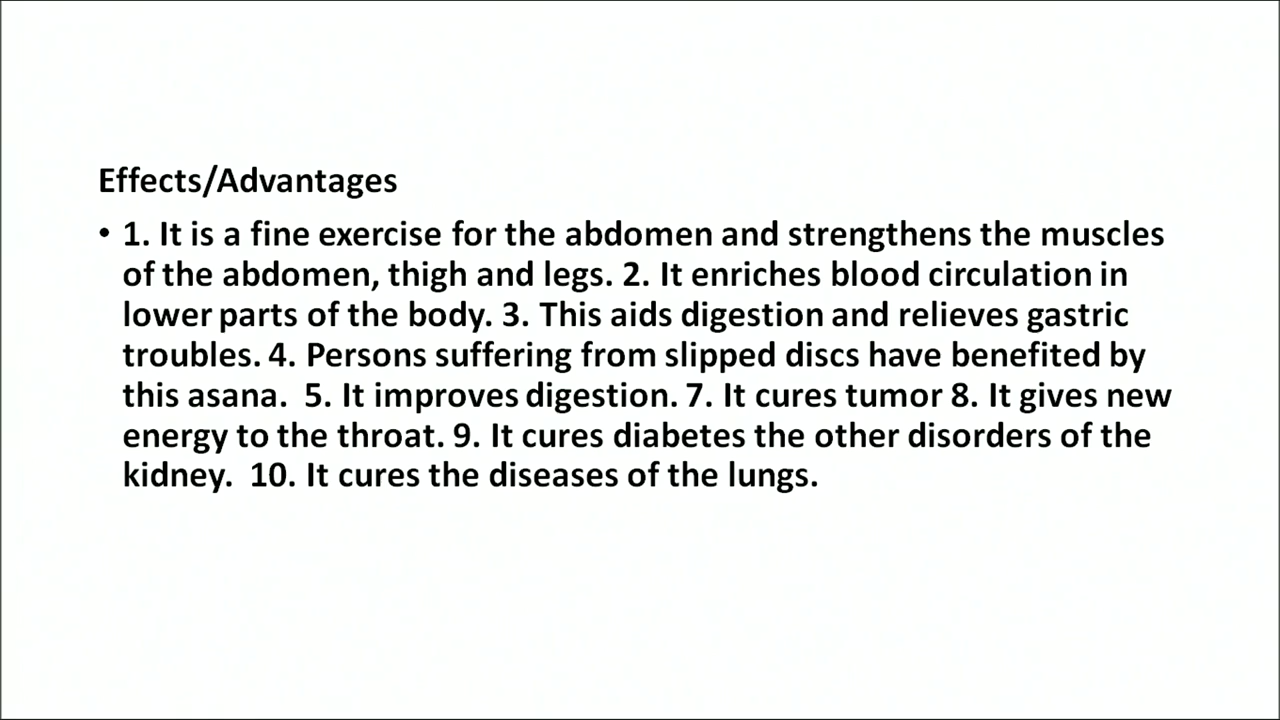 Effects/Advantages
• 1. It is a fine exercise for the abdomen and strengthens the muscles
of the abdomen, thigh and legs. 2. It enriches blood circulation in
lower parts of the body. 3. This aids digestion and relieves gastric
troubles. 4. Persons suffering from slipped discs have benefited by
this asana.  5. It improves digestion. 7. It cures tumor 8. It gives new
energy to the throat. 9. It cures diabetes the other disorders of the
kidney.  10. It cures the diseases of the lungs.